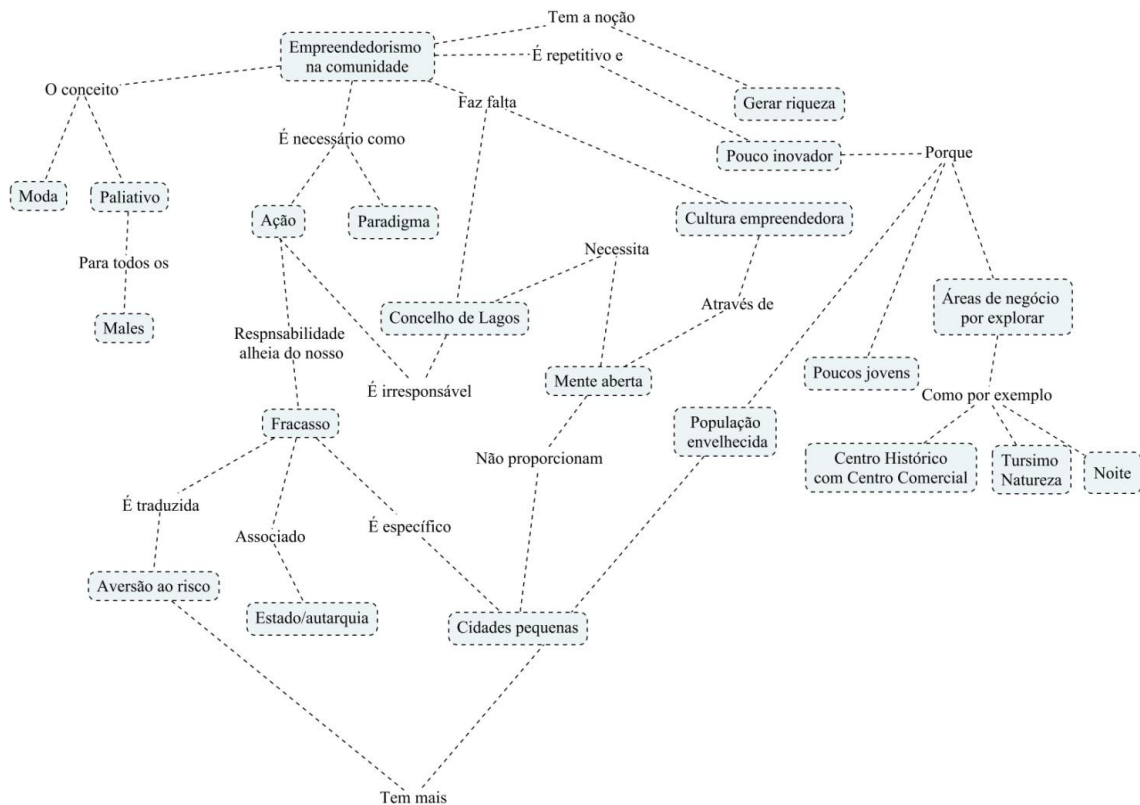 Tem a noção
Empreendedorismo
na comunidade
É repetitivo e
O conceito
Faz falta
Gerar riqueza
É necessário como
Pouco inovador
Porque
Moda
Paliativo
Ação
Paradigma
Cultura empreendedora
Necessita
Para todos os
Áreas de negócio
por explorar
Através de
Concelho de Lagos
Males
Respnsabilidade
alheia do nosso
Poucos jovens
Mente aberta
É irresponsável
Como por exemplo
Fracasso
População
envelhecida
Não proporcionam
Centro Histórico
com Centro Comercial
Tursimo
Natureza
Noite
É traduzida
É específico
Associado
Aversão ao risco
Estado/autarquia
Cidades pequenas
Tem mais